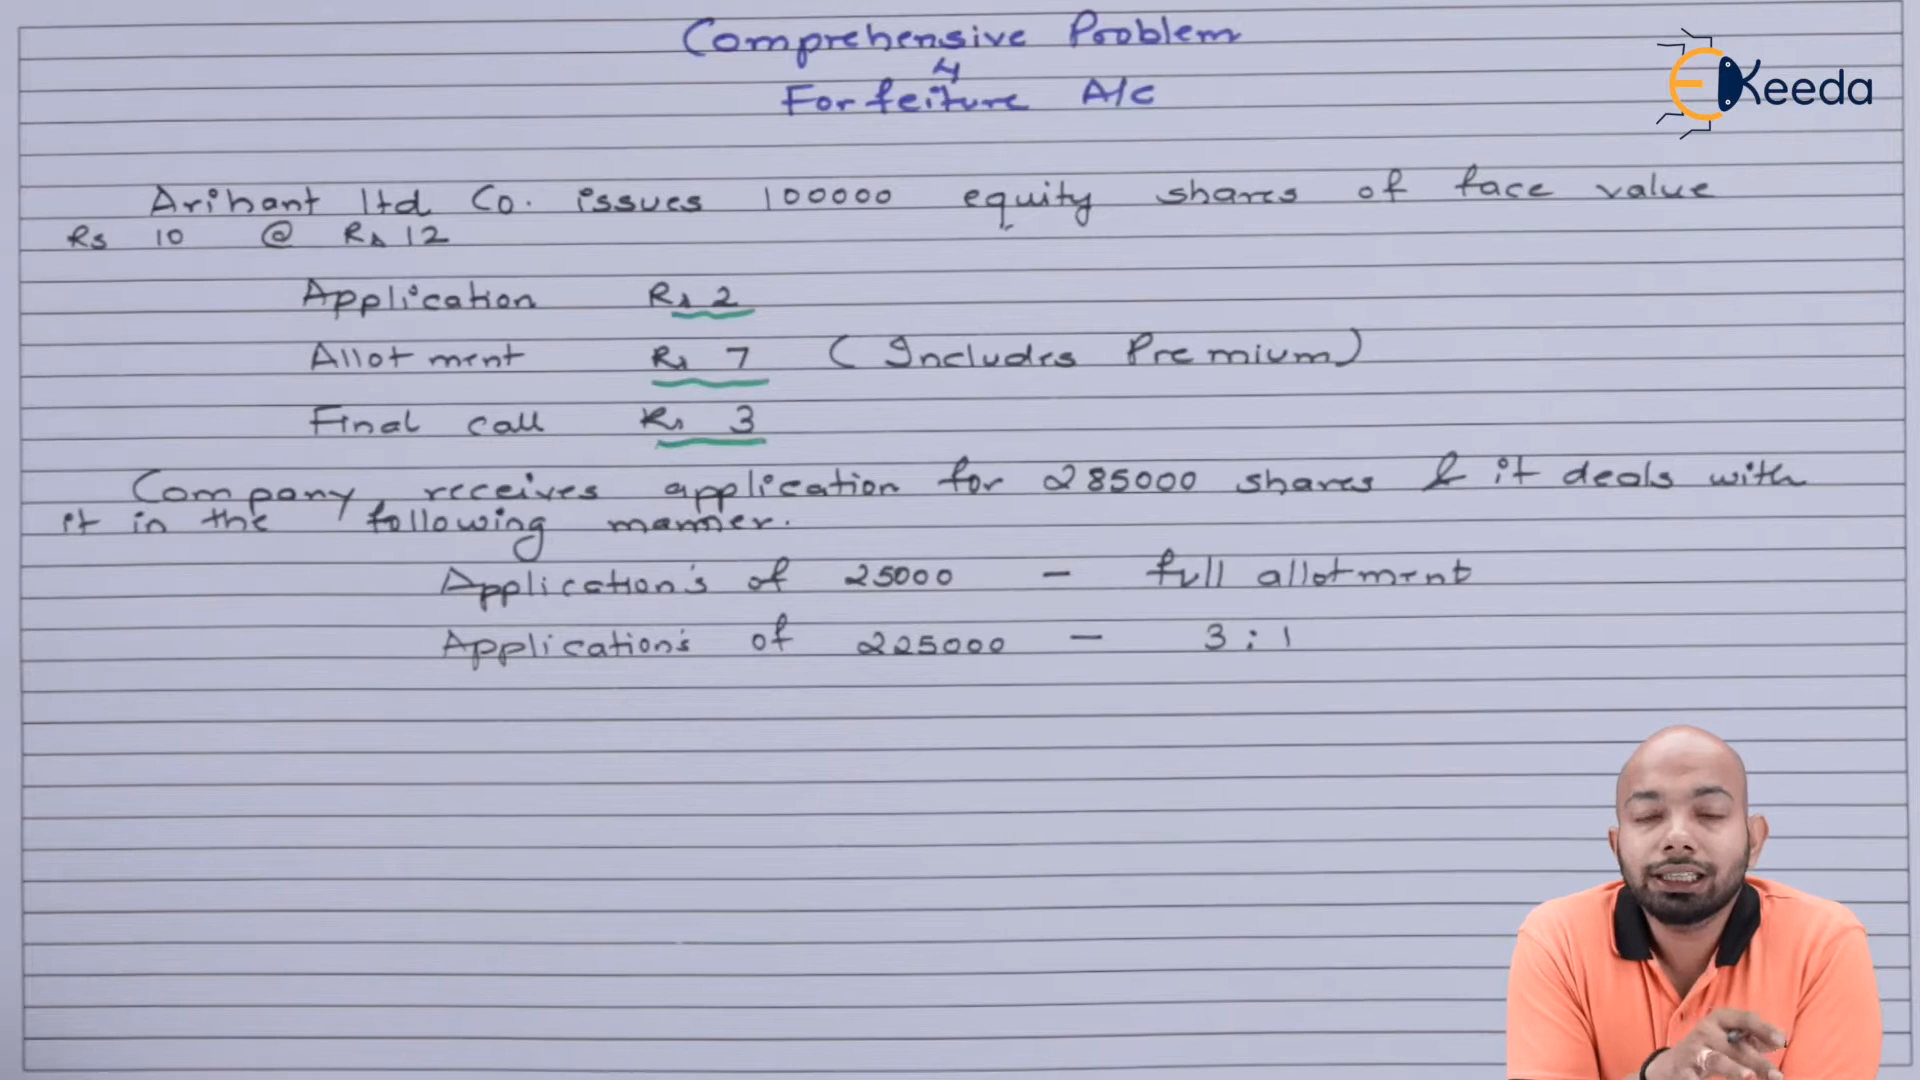 Comprehensive Problem
4
Forfeiture A/c
EKeeda
Arihant ltd Co. issues 100000 equity shares of face value
Rs 10 @ Rs 12
Application Rs 2
Allotment Rs 7 (Includes Premium)
Final call Rs 3
Company receives application for 285000 shares & it deals with
it in the following manner.
Application's of 25000 - full allotment
Application's of 225000 - 3:1